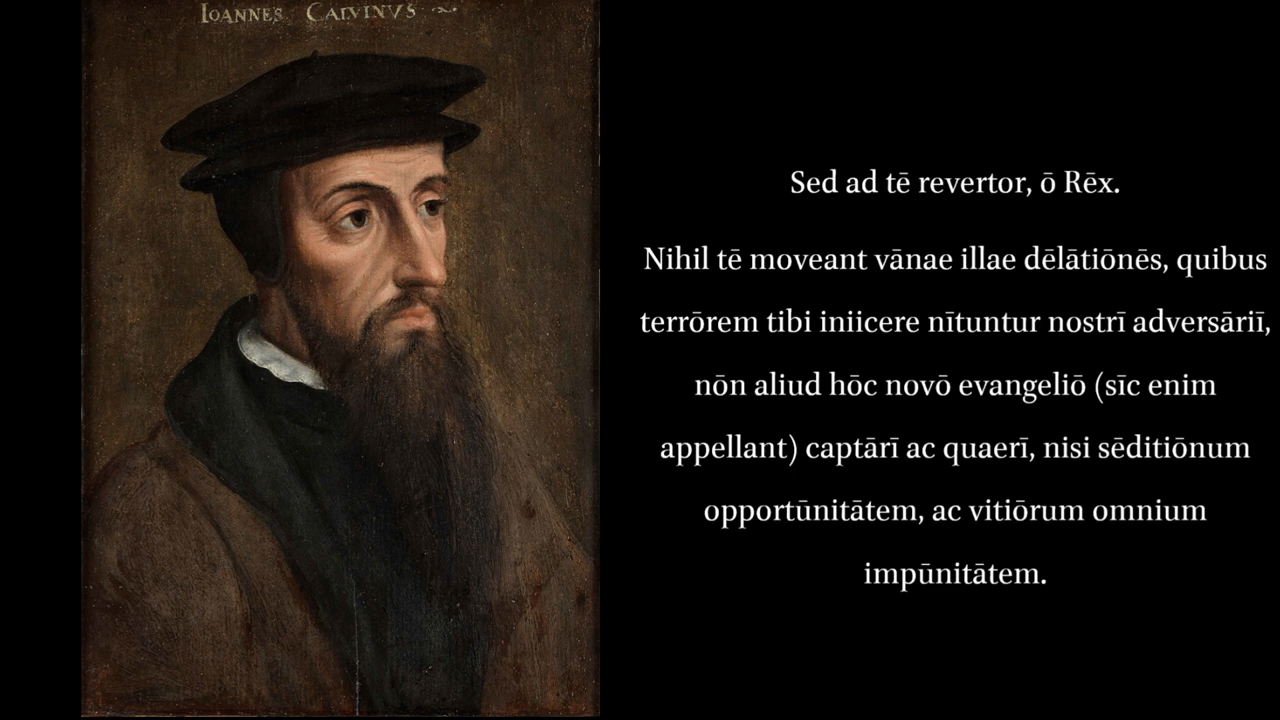 IOANNES CALVINVS
Sed ad tē revertor, ō Rēx.
Nihil tē moveant vānae illae dēlātiōnēs, quibus
terrōrem tibi iniicere nītuntur nostrī adversāriī,
nōn aliud hōc novō evangeliō (sīc enim
appellant) captārī ac quaerī, nisi sēditiōnum
opportūnitātem, ac vitiōrum omnium
impūnitātem.